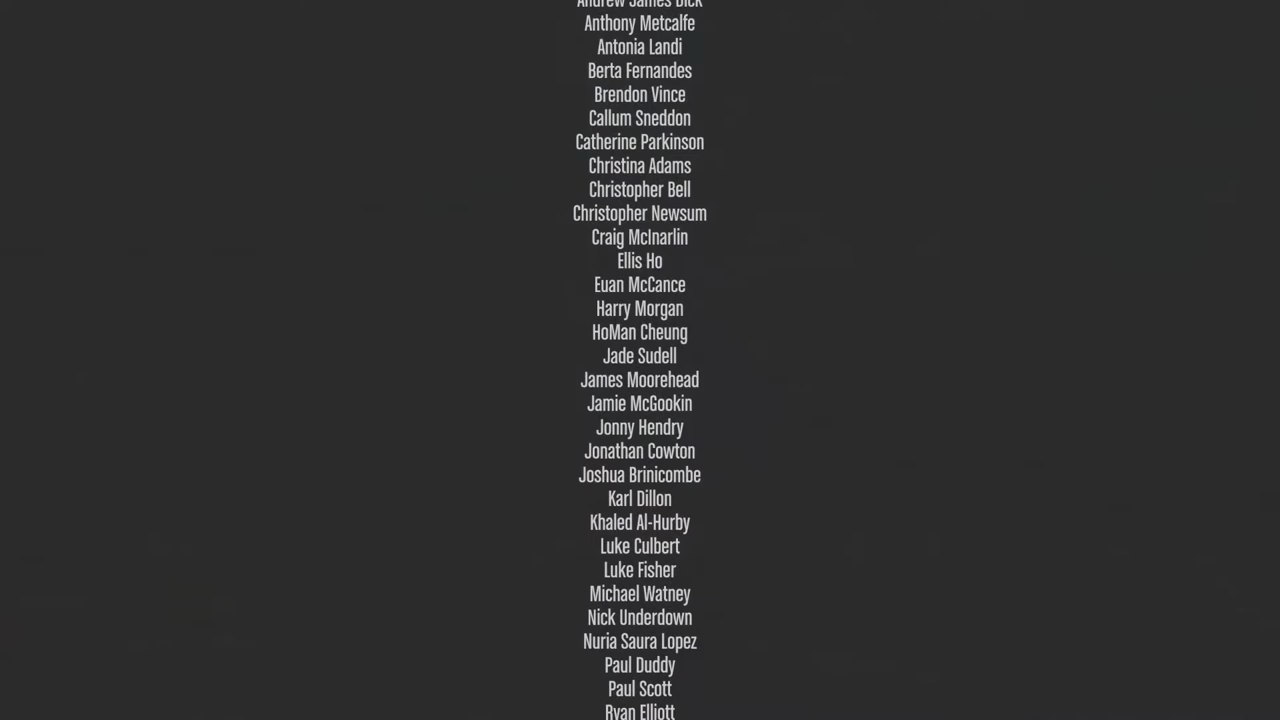 Andrew James Dick
Anthony Metcalfe
Antonia Landi
Berta Fernandes
Brendon Vince
Callum Sneddon
Catherine Parkinson
Christina Adams
Christopher Bell
Christopher Newsum
Craig McInarlin
Ellis Ho
Euan McCance
Harry Morgan
HoMan Cheung
Jade Sudell
James Moorehead
Jamie McGookin
Jonny Hendry
Jonathan Cowton
Joshua Brinicombe
Karl Dillon
Khaled Al-Hurby
Luke Culbert
Luke Fisher
Michael Watney
Nick Underdown
Nuria Saura Lopez
Paul Duddy
Paul Scott
Ryan Elliott